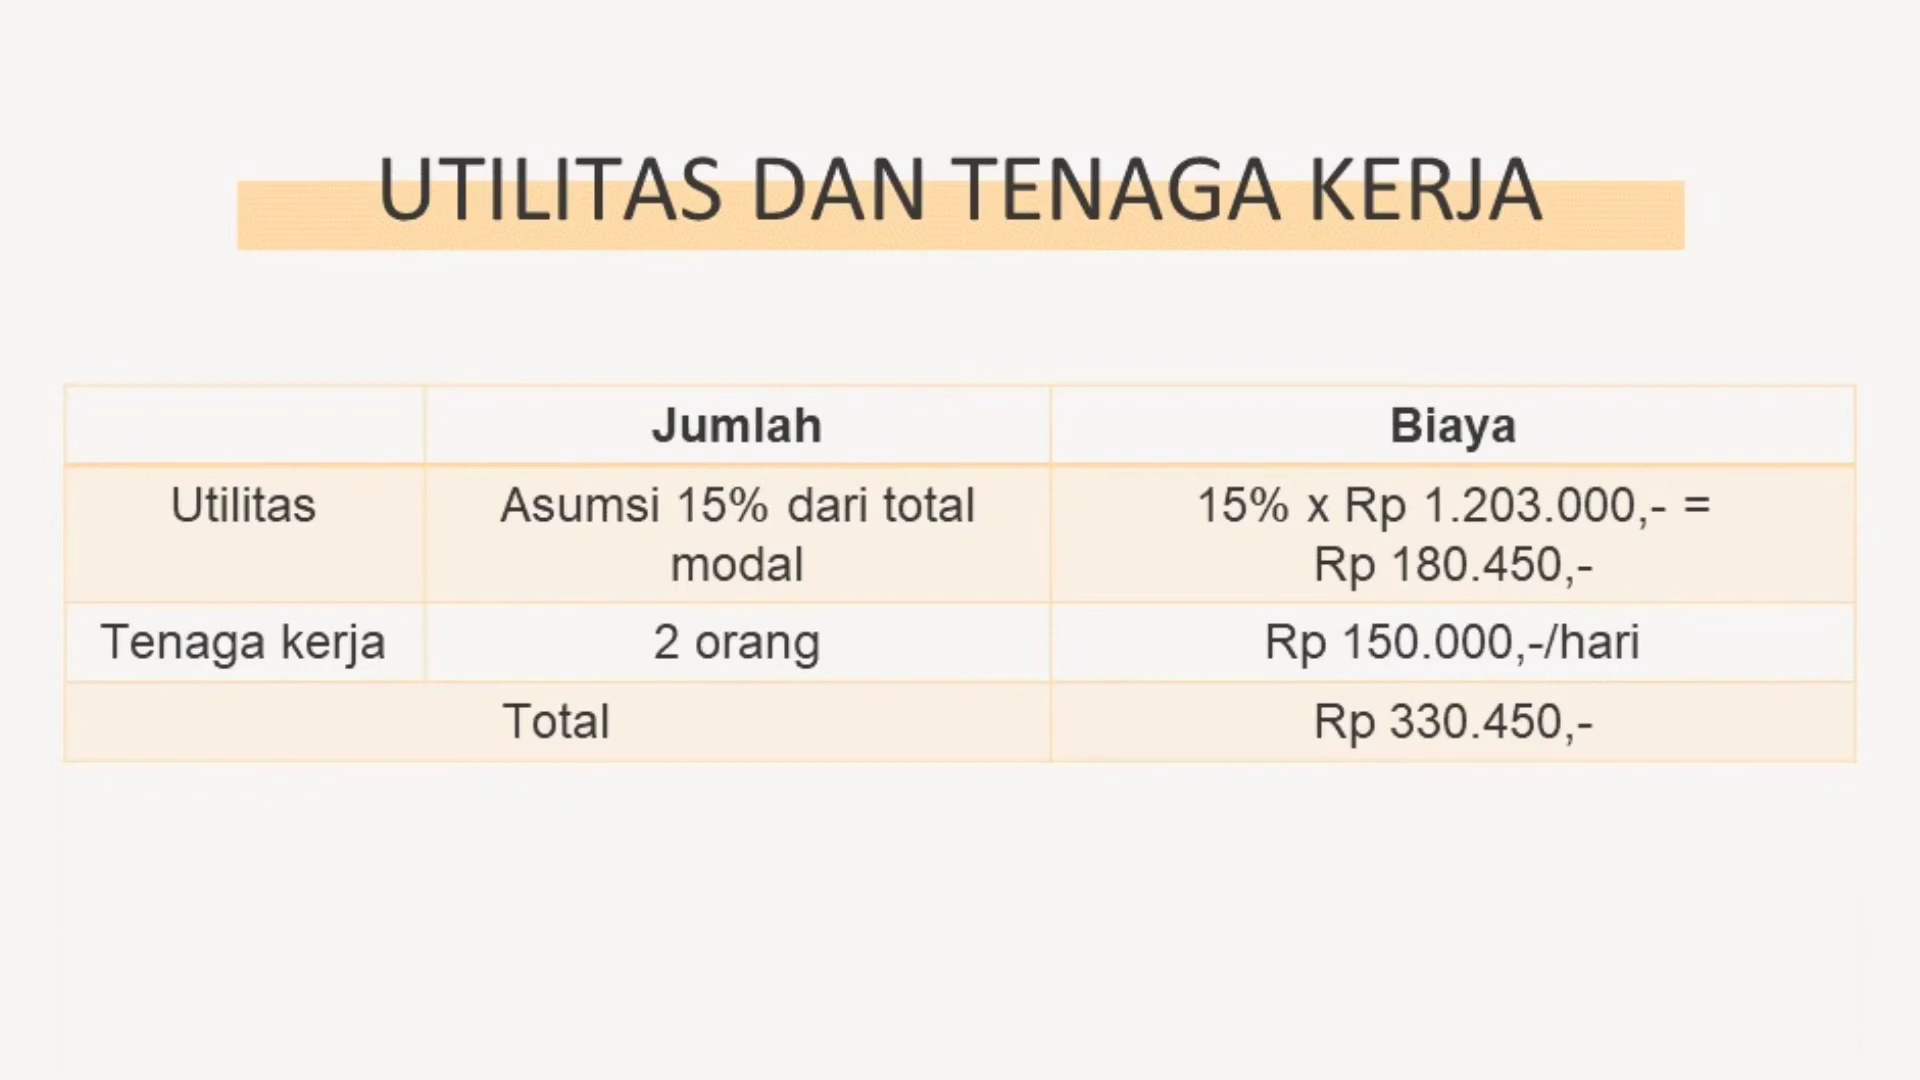 UTILITAS DAN TENAGA KERJA
Jumlah Biaya
Utilitas Asumsi 15% dari total modal 15% x Rp 1.203.000,- = Rp 180.450,-
Tenaga kerja 2 orang Rp 150.000,-/hari
Total Rp 330.450,-